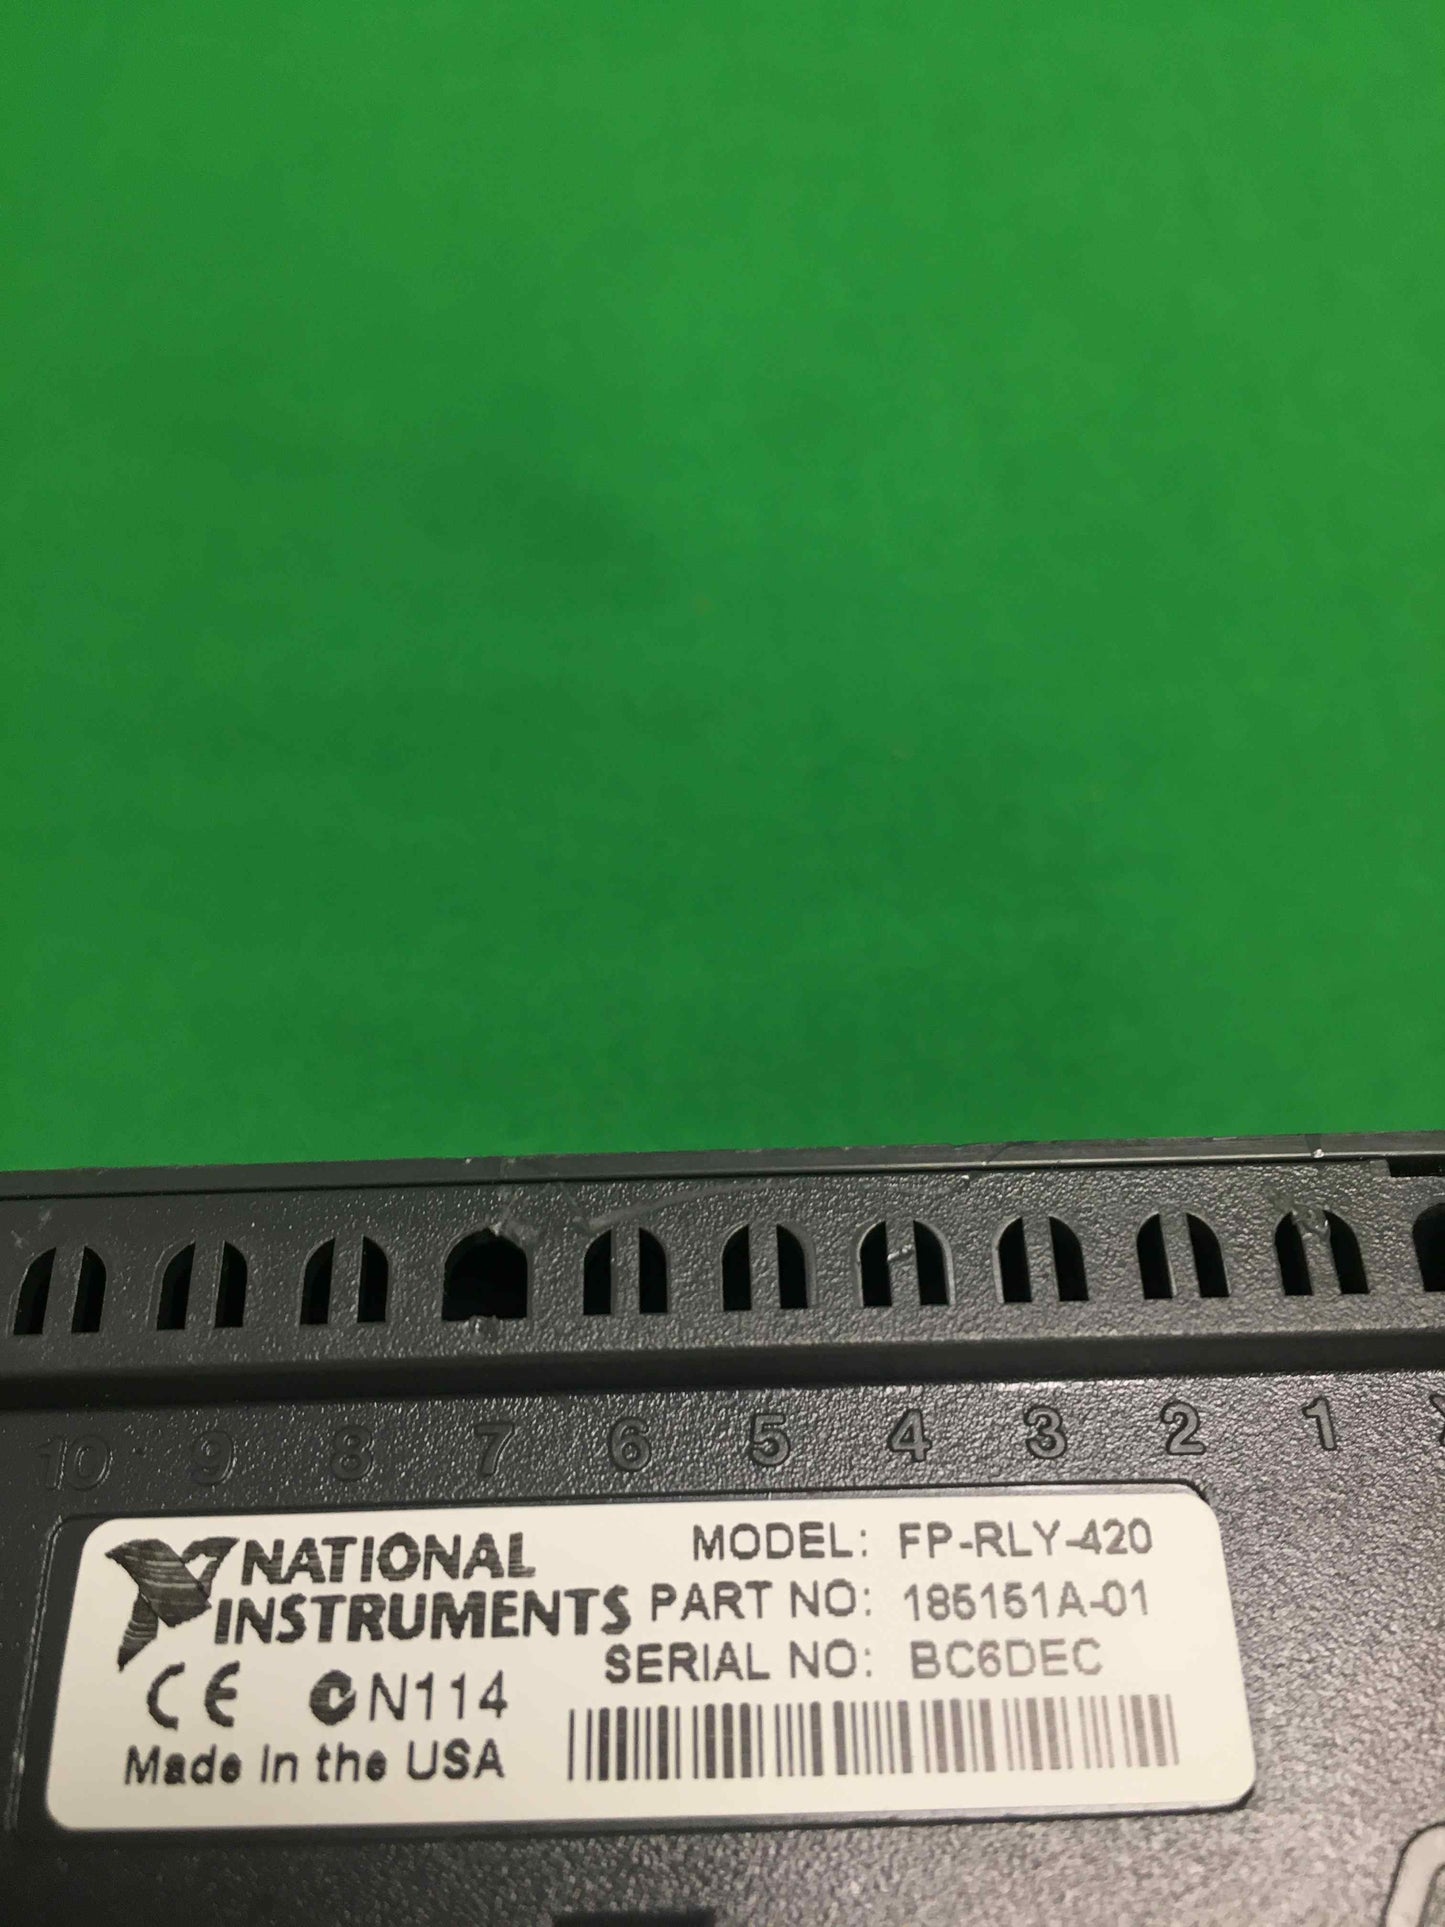 10 9 8 7 6 5 4 3 2 1
NATIONAL
INSTRUMENTS
MODEL: FP-RLY-420
PART NO: 185151A-01
SERIAL NO: BC6DEC
CE N114
Made in the USA